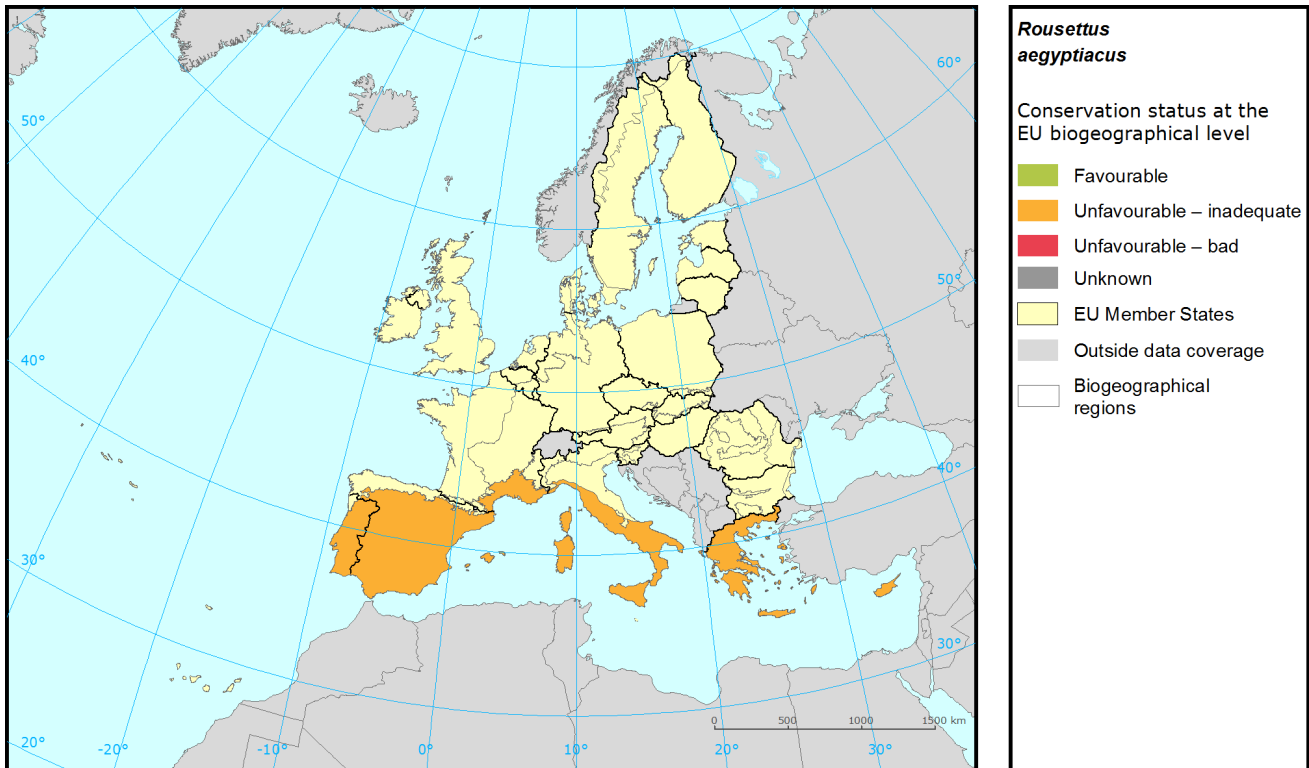 60°
50°
50°
40°
40°
30°
30°
20°
-20°
-10°
0°
10°
20°
30°
0
500
1000
1500 km
Rousettus
aegyptiacus
Conservation status at the
EU biogeographical level
Favourable
Unfavourable – inadequate
Unfavourable – bad
Unknown
EU Member States
Outside data coverage
Biogeographical
regions